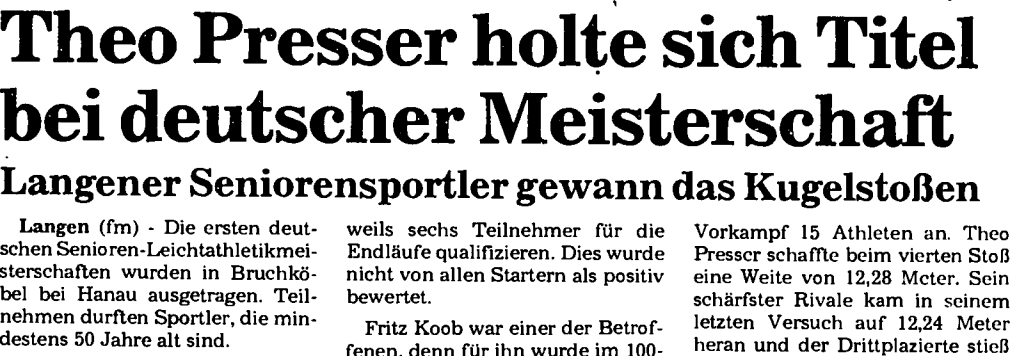 Theo Presser holte sich Titel
bei deutscher Meisterschaft
Langener Seniorensportler gewann das Kugelstoßen
Langen (fm) - Die ersten deut-
schen Senioren-Leichtathletikmei-
sterschaften wurden in Bruchkö-
bel bei Hanau ausgetragen. Teil-
nehmen durften Sportler, die min-
destens 50 Jahre alt sind.
weils sechs Teilnehmer für die
Endläufe qualifizieren. Dies wurde
nicht von allen Startern als positiv
bewertet.
Fritz Koob war einer der Betrof-
fenen, denn für ihn wurde im 100-
Vorkampf 15 Athleten an. Theo
Presser schaffte beim vierten Stoß
eine Weite von 12,28 Meter. Sein
schärfster Rivale kam in seinem
letzten Versuch auf 12,24 Meter
heran und der Drittplazierte stieß